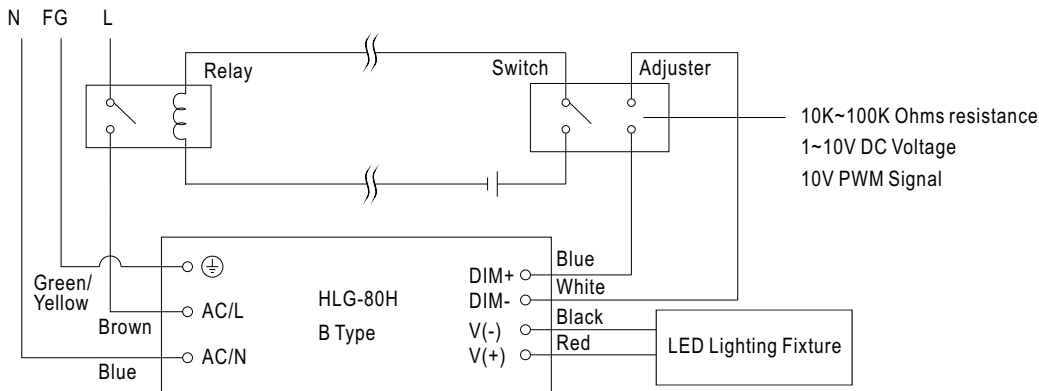 N FG L
Relay
Switch
Adjuster
10K~100K Ohms resistance
1~10V DC Voltage
10V PWM Signal
Green/
Yellow
Brown
Blue
AC/L
AC/N
HLG-80H
B Type
DIM+
DIM-
V(-)
V(+)
Blue
White
Black
Red
LED Lighting Fixture